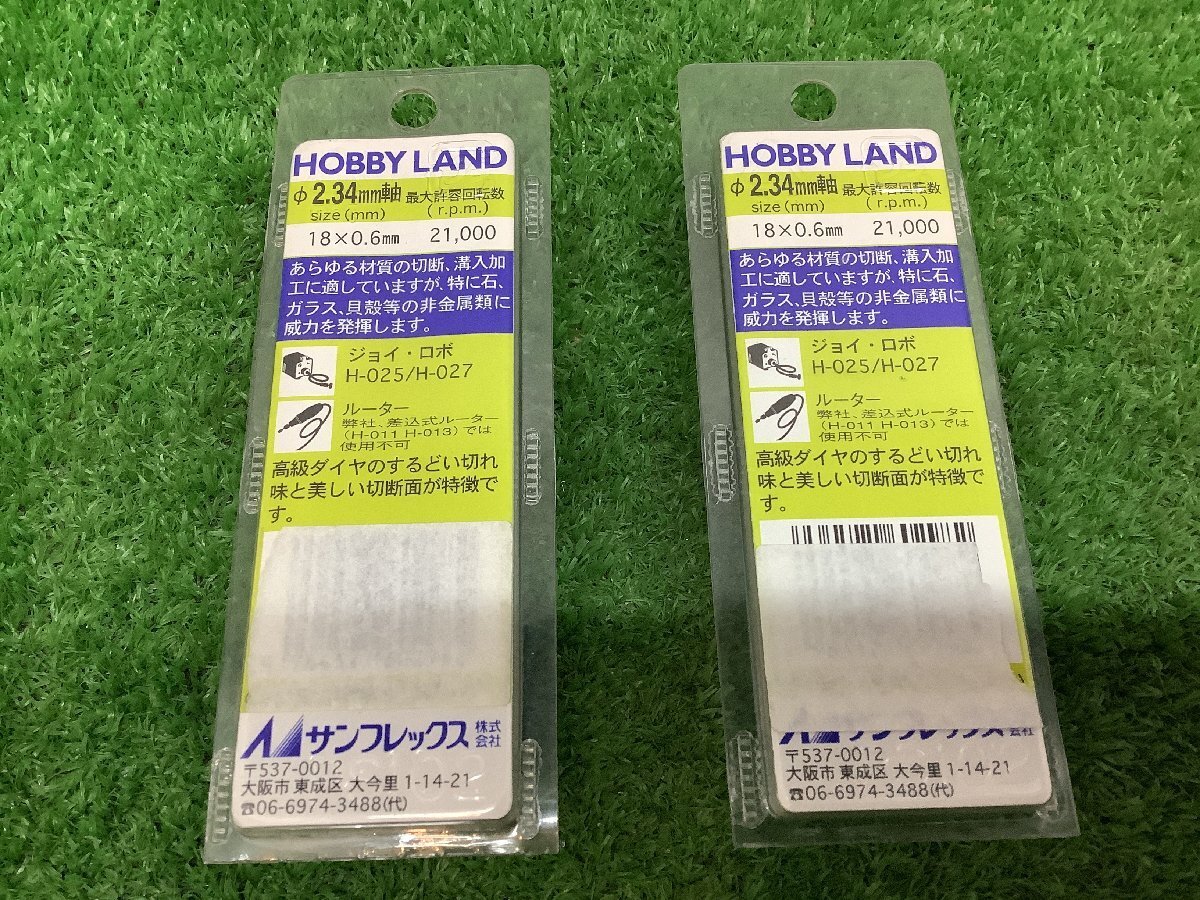 HOBBY LAND
φ2.34mm軸 最大許容回転数
size (mm) (r.p.m.)
18×0.6mm 21,000
あらゆる材質の切断、溝入加
工に適していますが、特に石、
ガラス、貝殻等の非金属類に
威力を発揮します。
ジョイ・ロボ
H-025/H-027
ルーター
弊社、差込式ルーター
(H-011 H-013)では
使用不可
高級ダイヤのするどい切れ
味と美しい切断面が特徴で
す。
サンフレックス 株式会社
〒537-0012
大阪市 東成区 大今里 1-14-21
☎06-6974-3488(代)
HOBBY LAND
φ2.34mm軸 最大許容回転数
size (mm) (r.p.m.)
18×0.6mm 21,000
あらゆる材質の切断、溝入加
工に適していますが、特に石、
ガラス、貝殻等の非金属類に
威力を発揮します。
ジョイ・ロボ
H-025/H-027
ルーター
弊社、差込式ルーター
(H-011 H-013)では
使用不可
高級ダイヤのするどい切れ
味と美しい切断面が特徴で
す。
サンフレックス 会社
〒537-0012
大阪市 東成区 大今里 1-14-21
☎06-6974-3488(代)